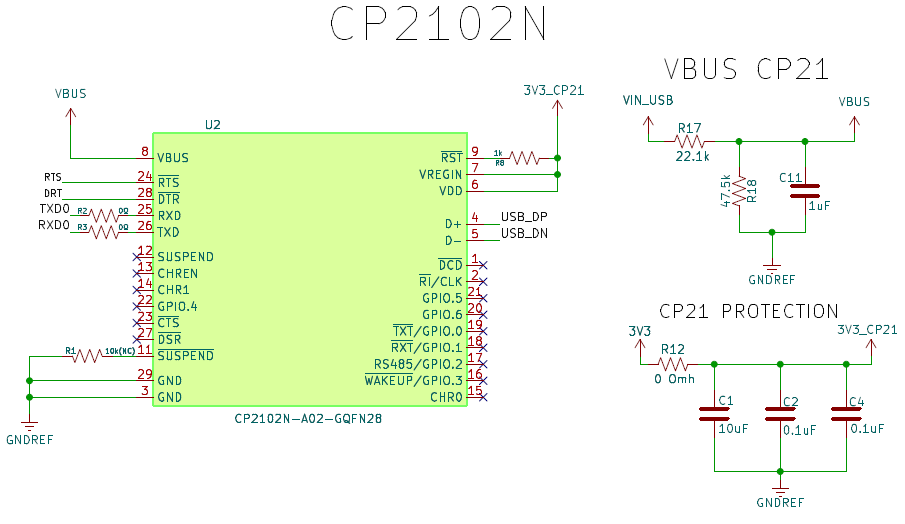 CP2102N
VBUS
U2
3V3_CP21
8
VBUS
24
RTS
RTS
28
DRT
DTR
25
TXD0
R2
0Ω
RXD
26
RXD0
R3
0Ω
TXD
12
SUSPEND
13
CHREN
14
CHR1
22
GPIO.4
23
CTS
27
DSR
11
R1
10k(NC)
SUSPEND
29
GND
3
GND
GNDREF
RST
9
1k
R8
VREGIN
7
VDD
6
D+
4
USB_DP
D-
5
USB_DN
DCD
1
RI/CLK
2
GPIO.5
21
GPIO.6
20
TXT/GPIO.0
19
RXT/GPIO.1
18
RS485/GPIO.2
17
WAKEUP/GPIO.3
16
CHR0
15
CP2102N-A02-GQFN28
VBUS CP21
VIN_USB
VBUS
R17
22.1k
47.5k
R18
C11
1uF
GNDREF
CP21 PROTECTION
3V3
3V3_CP21
R12
0 Omh
C1
10uF
C2
0.1uF
C4
0.1uF
GNDREF